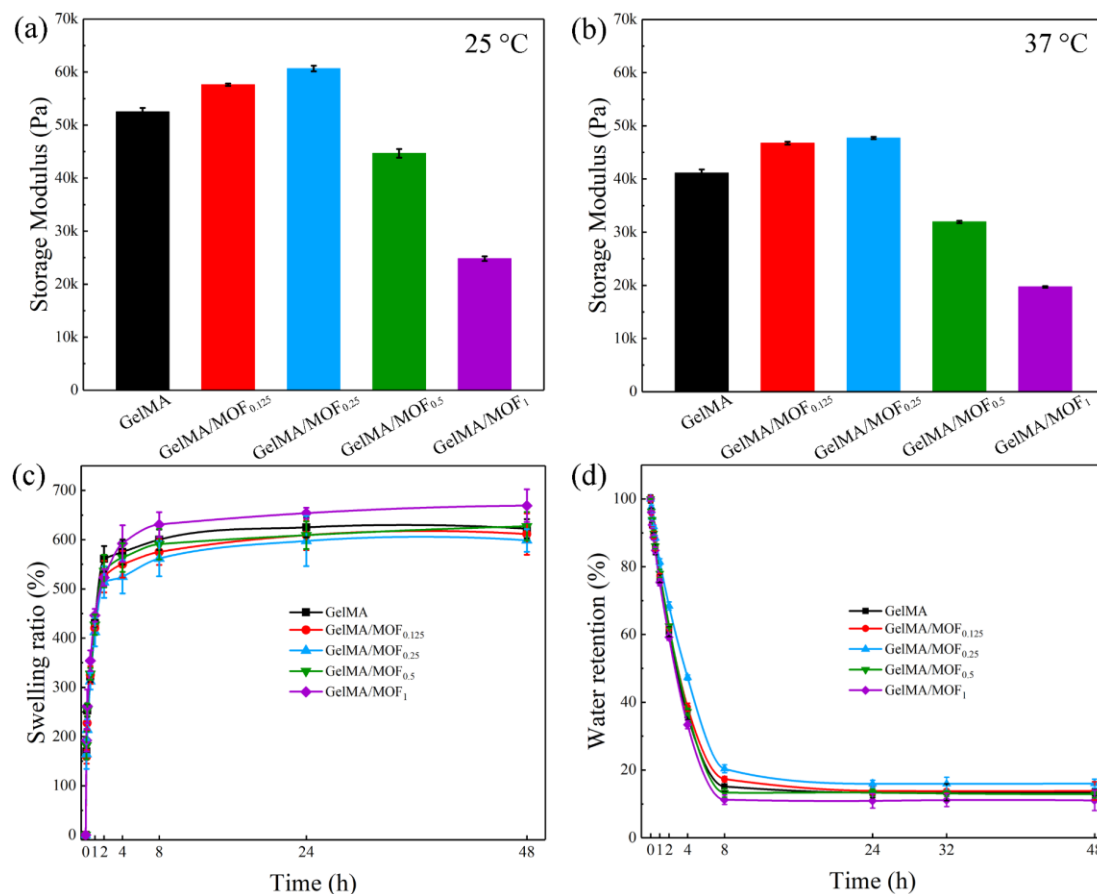 (a)
25 °C
Storage Modulus (Pa)
70k
60k
50k
40k
30k
20k
10k
0
GelMA
GelMA/MOF₀.₁₂₅
GelMA/MOF₀.₂₅
GelMA/MOF₀.₅
GelMA/MOF₁
(b)
37 °C
Storage Modulus (Pa)
70k
60k
50k
40k
30k
20k
10k
0
GelMA
GelMA/MOF₀.₁₂₅
GelMA/MOF₀.₂₅
GelMA/MOF₀.₅
GelMA/MOF₁
(c)
Swelling ratio (%)
700
600
500
400
300
200
100
0
GelMA
GelMA/MOF₀.₁₂₅
GelMA/MOF₀.₂₅
GelMA/MOF₀.₅
GelMA/MOF₁
0 1 2 4 8 24 48
Time (h)
(d)
Water retention (%)
100
80
60
40
20
0
GelMA
GelMA/MOF₀.₁₂₅
GelMA/MOF₀.₂₅
GelMA/MOF₀.₅
GelMA/MOF₁
0 1 2 4 8 24 32 48
Time (h)